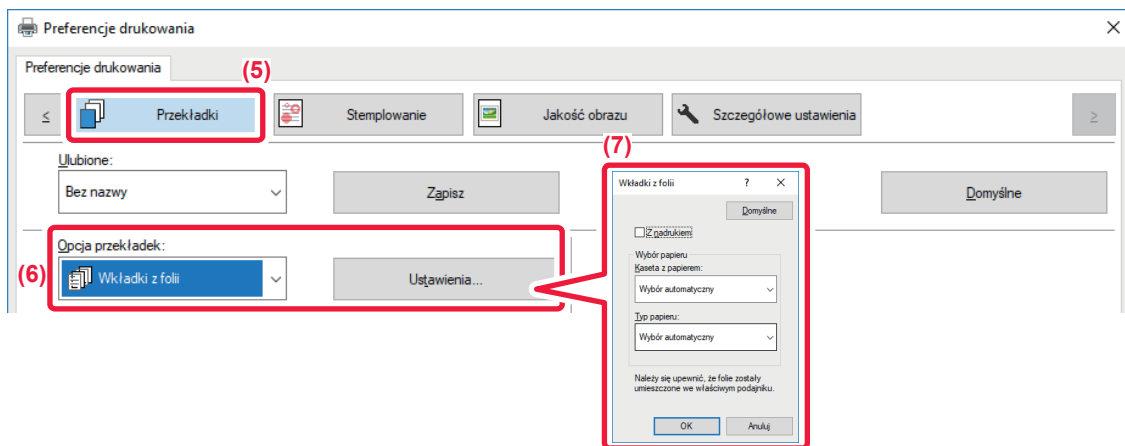 Preferencje drukowania
Preferencje drukowania
(5)
<
Przekładki
Stemplowanie
Jakość obrazu
Szczegółowe ustawienia
>
Ulubione:
Bez nazwy
Zapisz
Domyślne
(6)
Opcja przekładek:
Wkładki z folii
Ustawienia...
(7)
Wkładki z folii
?
Domyślne
Z nadrukiem
Wybór papieru
Kaseta z papierem:
Wybór automatyczny
Typ papieru:
Wybór automatyczny
Należy się upewnić, że folie zostały
umieszczone we właściwym podajniku.
OK
Anuluj